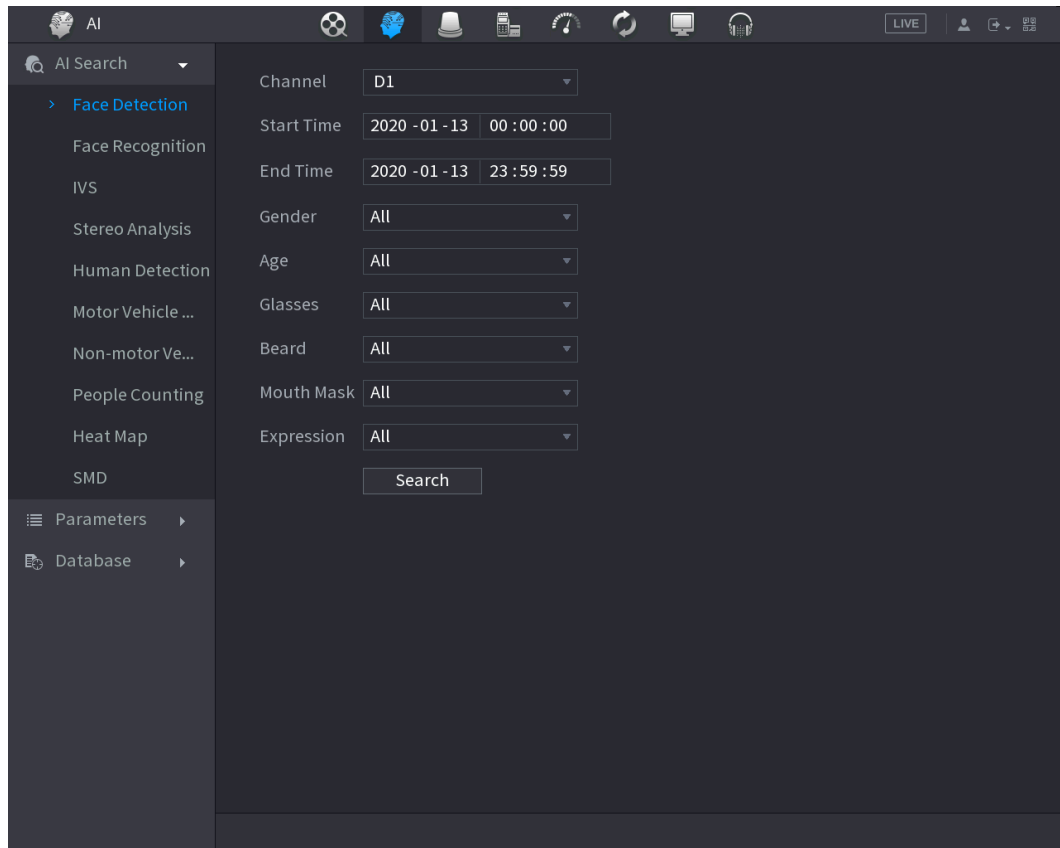 AI
LIVE
AI Search
Face Detection
Face Recognition
IVS
Stereo Analysis
Human Detection
Motor Vehicle ...
Non-motor Ve...
People Counting
Heat Map
SMD
Parameters
Database
Channel D1
Start Time 2020 -01 -13 00 :00 :00
End Time 2020 -01 -13 23 :59 :59
Gender All
Age All
Glasses All
Beard All
Mouth Mask All
Expression All
Search